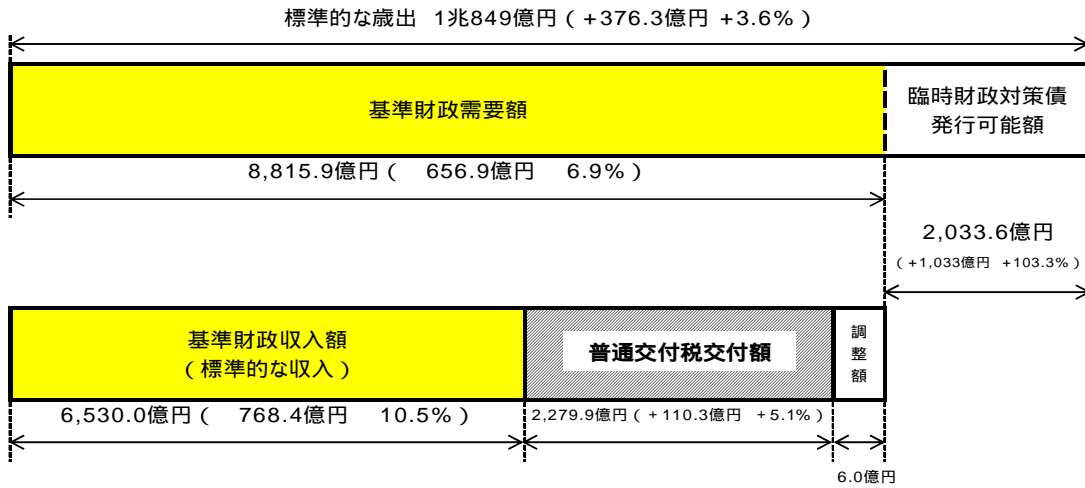 標準的な歳出 1兆849億円（+376.3億円 +3.6%）
基準財政需要額
臨時財政対策債
発行可能額
8,815.9億円（ 656.9億円 6.9%）
2,033.6億円
（+1,033億円 +103.3%）
基準財政収入額
（標準的な収入）
普通交付税交付額
調
整
額
6,530.0億円（ 768.4億円 10.5%）
2,279.9億円（+110.3億円 +5.1%）
6.0億円